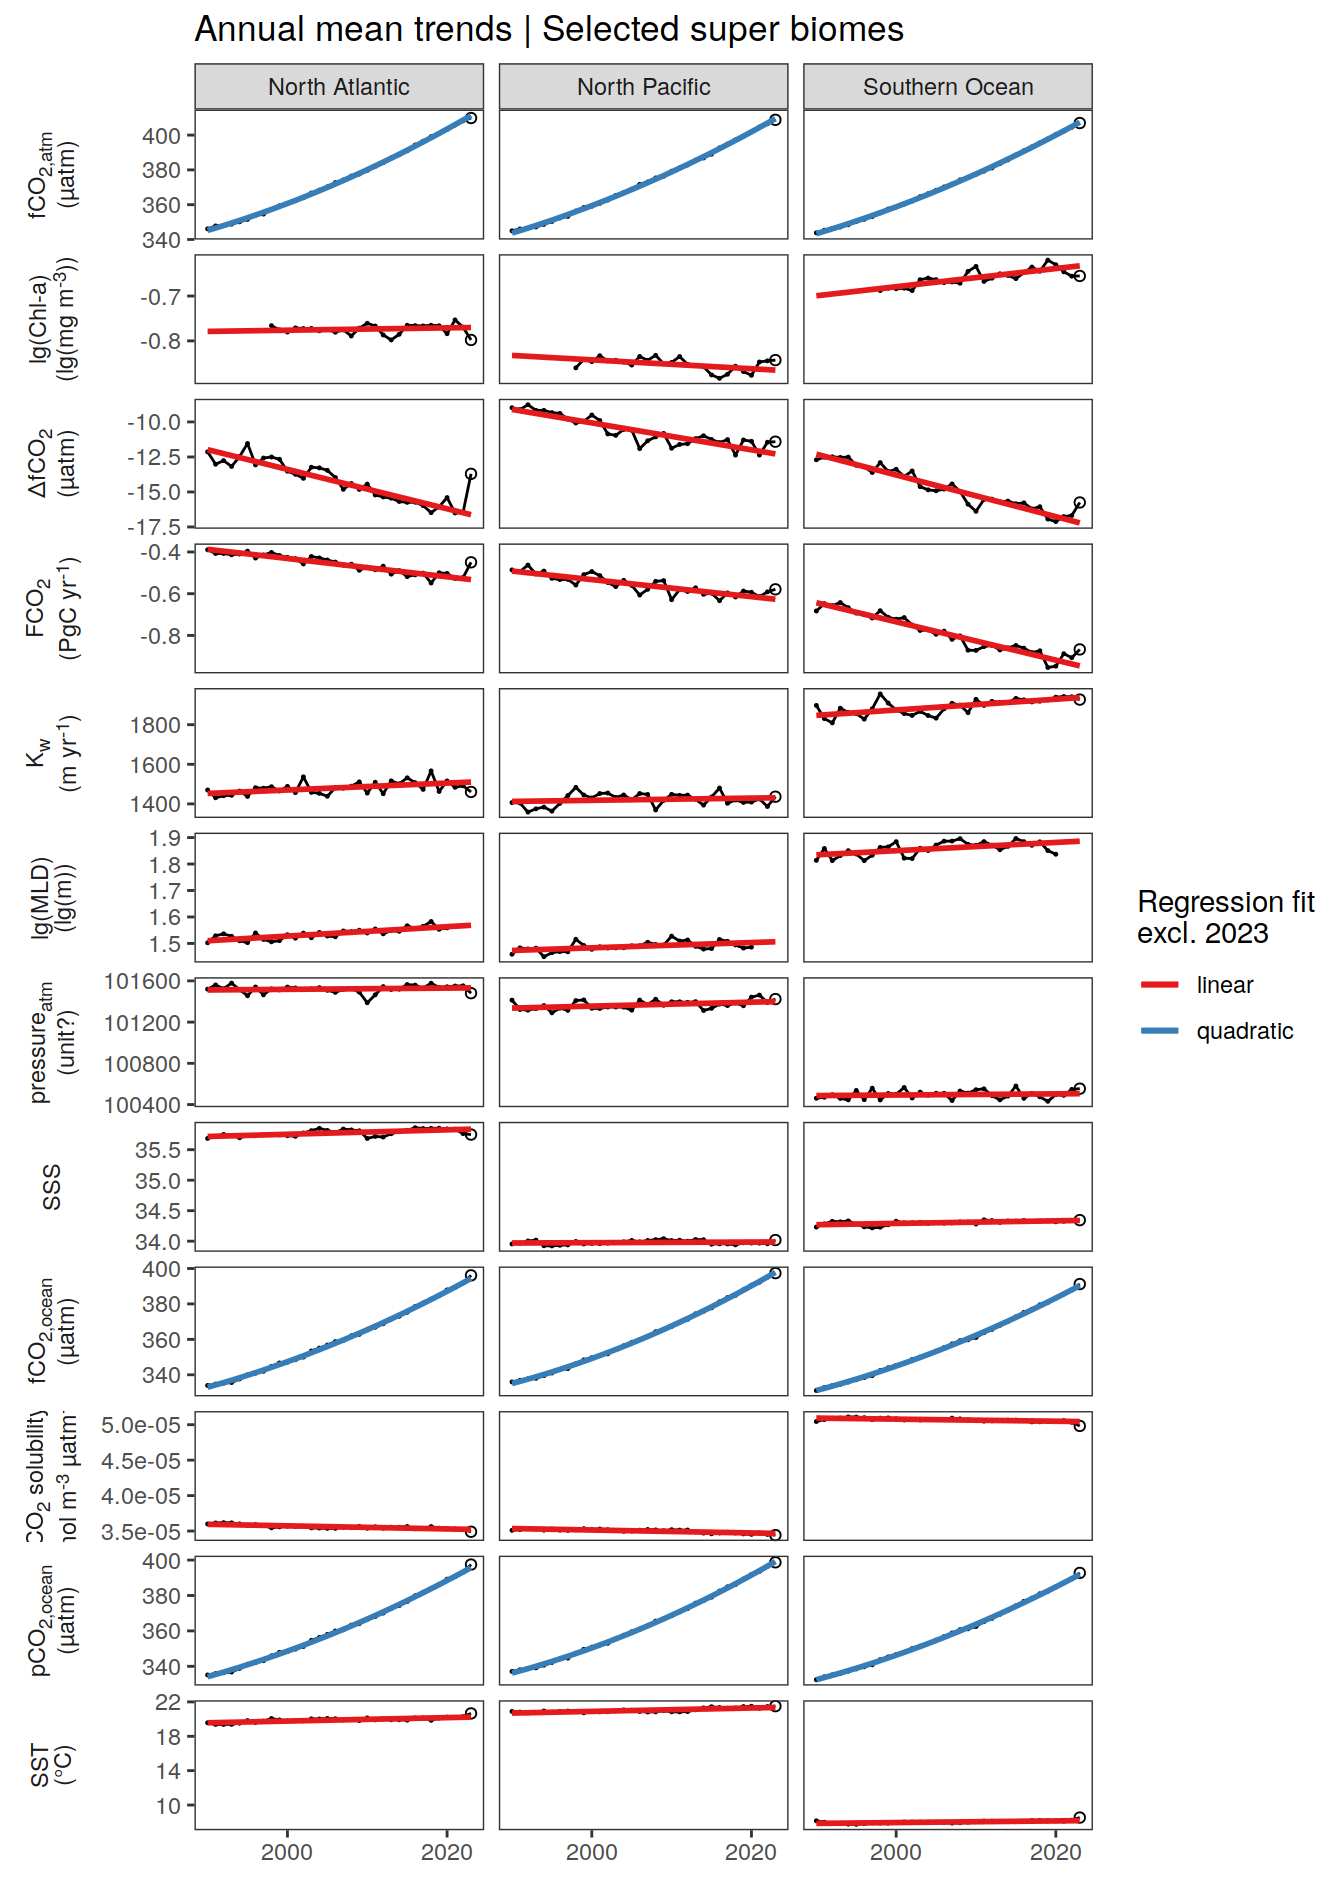 Annual mean trends | Selected super biomes
North Atlantic North Pacific Southern Ocean
fCO2,atm
(µatm)
400
380
360
340
lg(Chl-a)
(lg(mg m-3))
-0.7
-0.8
ΔfCO2
(µatm)
-10.0
-12.5
-15.0
-17.5
FCO2
(PgC yr-1)
-0.4
-0.6
-0.8
Kw
(m yr-1)
1800
1600
1400
lg(MLD)
(lg(m))
1.9
1.8
1.7
1.6
1.5
pressureatm
(unit?)
101600
101200
100800
100400
SSS
35.5
35.0
34.5
34.0
fCO2,ocean
(µatm)
400
380
360
340
CO2 solubility
m-3 µatm
5.0e-05
4.5e-05
4.0e-05
3.5e-05
pCO2,ocean
(µatm)
400
380
360
340
SST
(°C)
22
18
14
10
2000 2020 2000 2020 2000 2020
Regression fit
excl. 2023
linear
quadratic